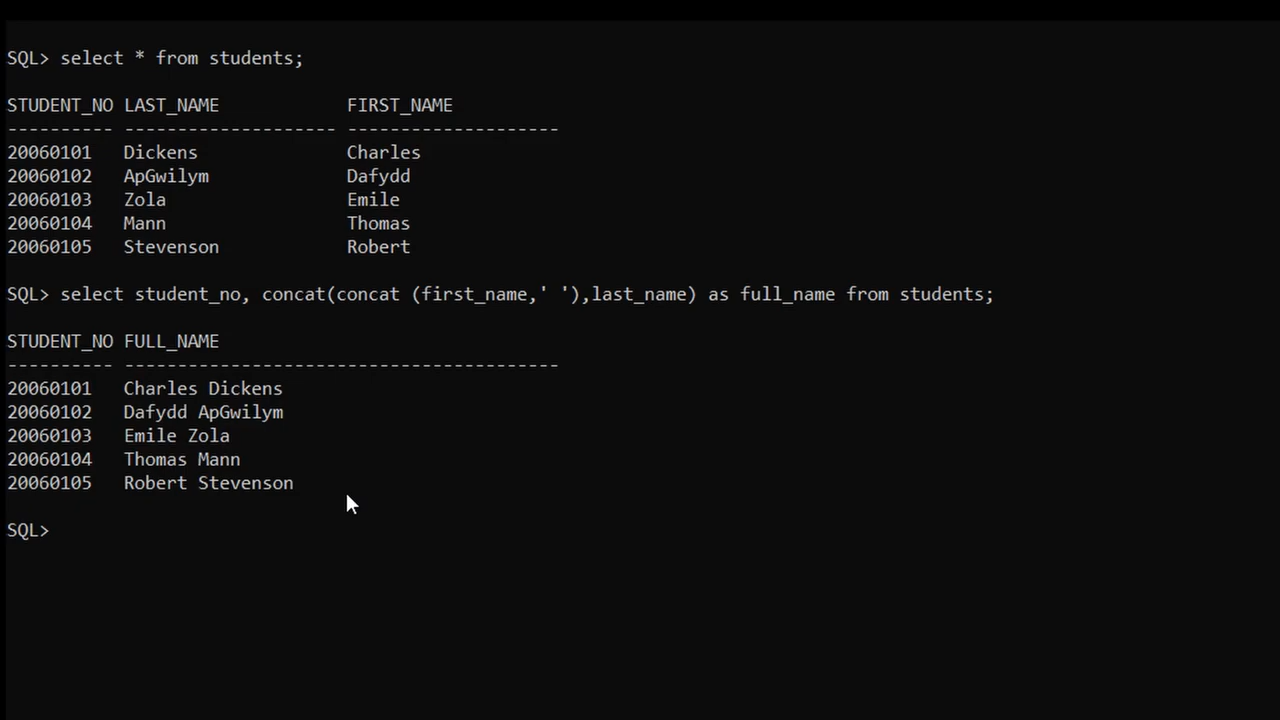 SQL> select * from students;
STUDENT_NO LAST_NAME            FIRST_NAME
---------- -------------------- --------------------
20060101   Dickens              Charles
20060102   ApGwilym             Dafydd
20060103   Zola                 Emile
20060104   Mann                 Thomas
20060105   Stevenson            Robert
SQL> select student_no, concat(concat (first_name,' '),last_name) as full_name from students;
STUDENT_NO FULL_NAME
---------- -----------------------------------------
20060101   Charles Dickens
20060102   Dafydd ApGwilym
20060103   Emile Zola
20060104   Thomas Mann
20060105   Robert Stevenson
SQL>